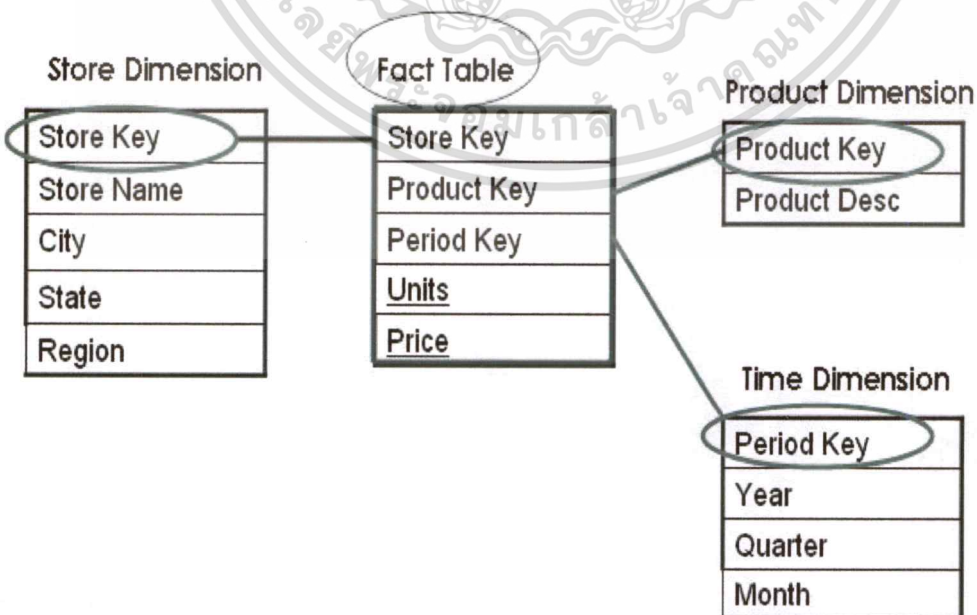 Store Dimension
Store Key
Store Name
City
State
Region
Fact Table
Store Key
Product Key
Period Key
Units
Price
Product Dimension
Product Key
Product Desc
Time Dimension
Period Key
Year
Quarter
Month